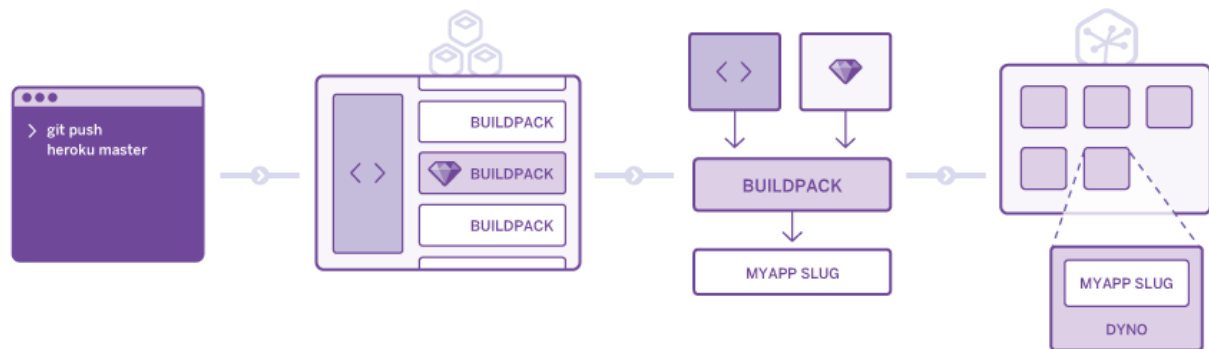 > git push
heroku master
< >
BUILDPACK
BUILDPACK
BUILDPACK
< >
BUILDPACK
MYAPP SLUG
MYAPP SLUG
DYNO